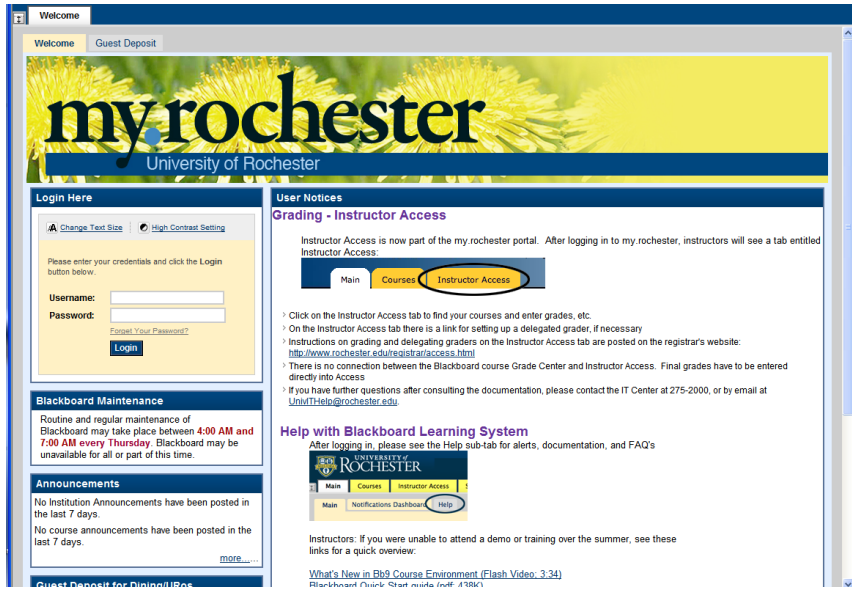 Welcome
Welcome
Guest Deposit
my.rochester
University of Rochester
Login Here
Change Text Size
High Contrast Setting
Please enter your credentials and click the Login
button below.
Username:
Password:
Forget Your Password?
Login
Blackboard Maintenance
Routine and regular maintenance of
Blackboard may take place between 4:00 AM and
7:00 AM every Thursday. Blackboard may be
unavailable for all or part of this time.
Announcements
No Institution Announcements have been posted in
the last 7 days.
No course announcements have been posted in the
last 7 days.
more......
Guest Deposit for Dining/UROs
User Notices
Grading - Instructor Access
Instructor Access is now part of the my.rochester portal. After logging in to my.rochester, instructors will see a tab entitled
Instructor Access:
Main
Courses
Instructor Access
Click on the Instructor Access tab to find your courses and enter grades, etc.
On the Instructor Access tab there is a link for setting up a delegated grader, if necessary
Instructions on grading and delegating graders on the Instructor Access tab are posted on the registrar's website:
http://www.rochester.edu/registrar/access.html
There is no connection between the Blackboard course Grade Center and Instructor Access. Final grades have to be entered
directly into Access
If you have further questions after consulting the documentation, please contact the IT Center at 275-2000, or by email at
UnivITHelp@rochester.edu.
Help with Blackboard Learning System
After logging in, please see the Help sub-tab for alerts, documentation, and FAQ's
UNIVERSITY of
ROCHESTER
Main
Courses
Instructor Access
Main
Notifications Dashboard
Help
Instructors: If you were unable to attend a demo or training over the summer, see these
links for a quick overview:
What's New in Bb9 Course Environment (Flash Video; 3:34)
Blackboard Quick Start guide (pdf; 438K)